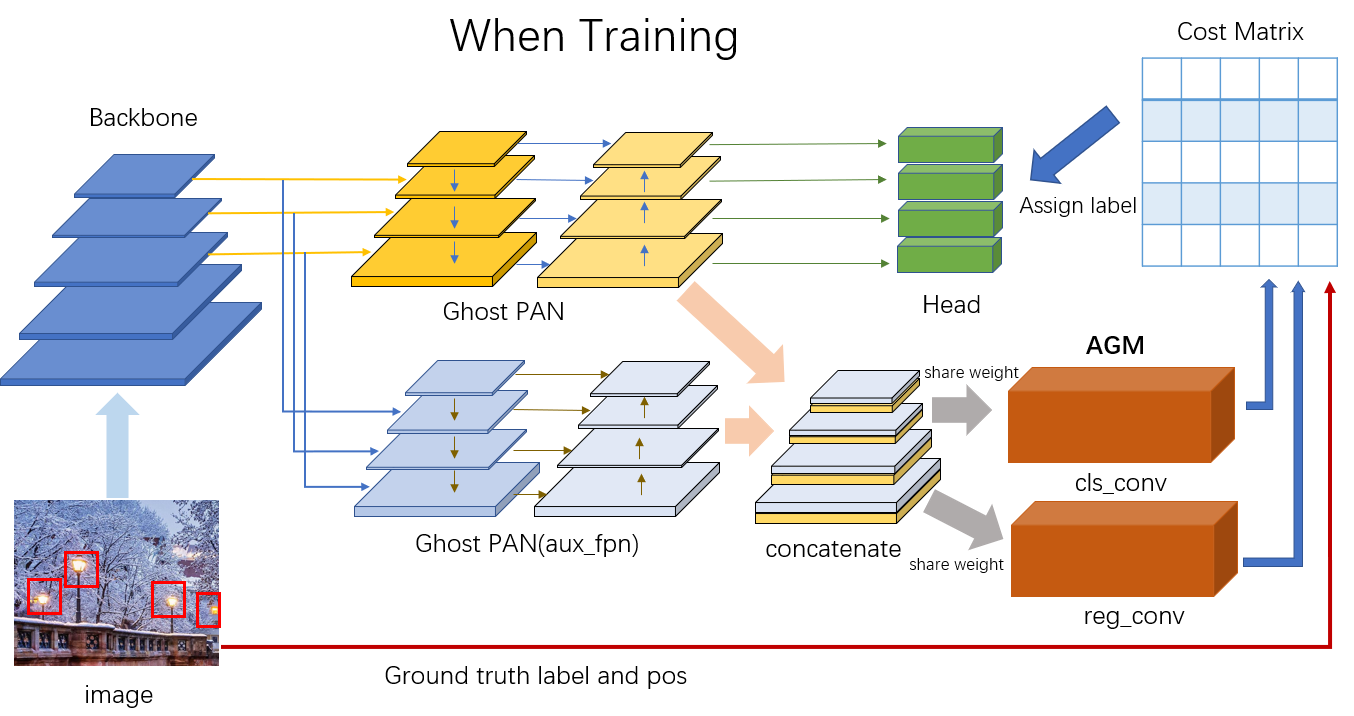 When Training
Cost Matrix
Backbone
Assign label
Ghost PAN
Head
AGM
share weight
cls_conv
Ghost PAN(aux_fpn)
concatenate
share weight
reg_conv
Ground truth label and pos
image